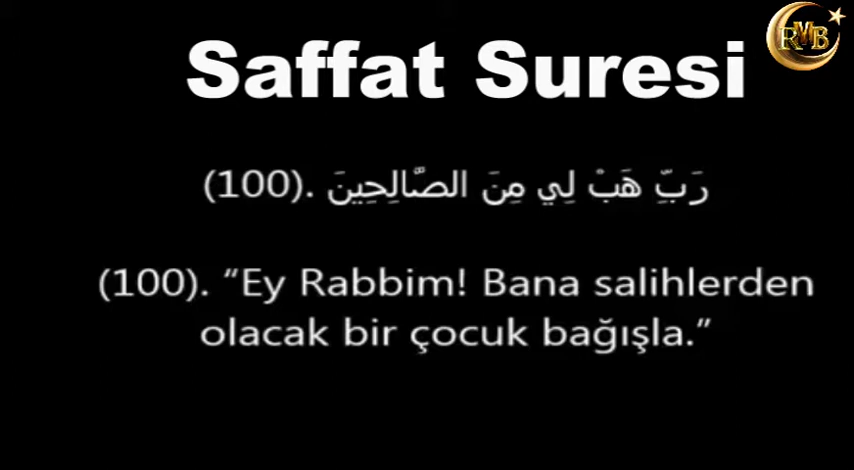 RMB
Saffat Suresi
رَبِّ هَبْ لِي مِنَ الصَّالِحِينَ .(100)
(100). “Ey Rabbim! Bana salihlerden
olacak bir çocuk bağışla.”